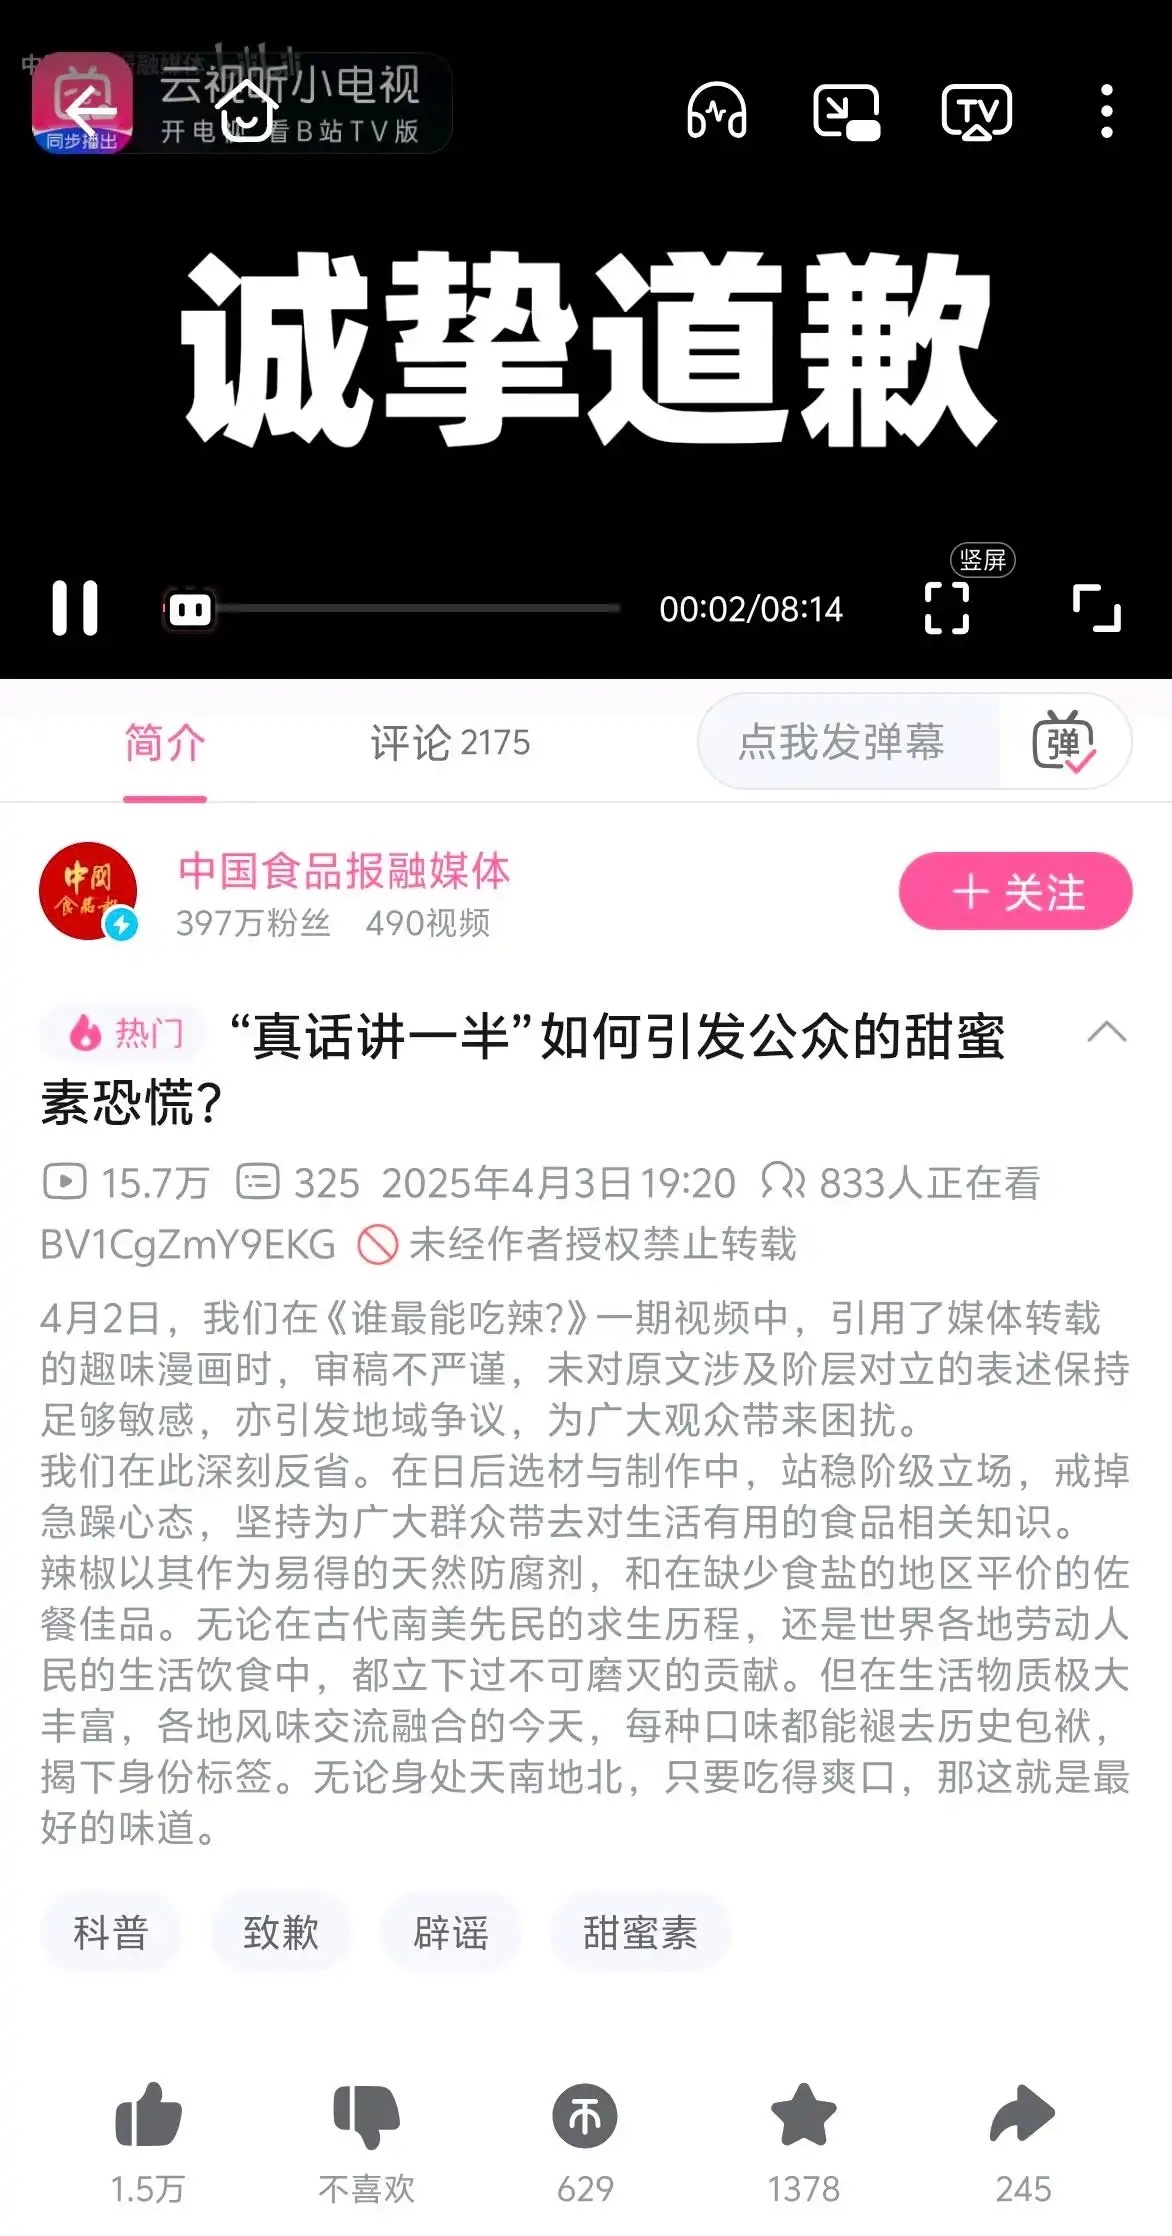 云视听小电视
同步播出
看B站TV版
TV
诚挚道歉
竖屏
00:02/08:14
简介
评论 2175
点我发弹幕
弹
中国食品报
中国食品报融媒体
397万粉丝 490视频
+ 关注
热门 “真话讲一半”如何引发公众的甜蜜
素恐慌？
15.7万 325 2025年4月3日 19:20 833人正在看
BV1CgZmY9EKG 未经作者授权禁止转载
4月2日，我们在《谁最能吃辣?》一期视频中，引用了媒体转载
的趣味漫画时，审稿不严谨，未对原文涉及阶层对立的表述保持
足够敏感，亦引发地域争议，为广大观众带来困扰。
我们在此深刻反省。在日后选材与制作中，站稳阶级立场，戒掉
急躁心态，坚持为广大群众带去对生活有用的食品相关知识。
辣椒以其作为易得的天然防腐剂，和在缺少食盐的地区平价的佐
餐佳品。无论在古代南美先民的求生历程，还是世界各地劳动人
民的生活饮食中，都立下过不可磨灭的贡献。但在生活物质极大
丰富，各地风味交流融合的今天，每种口味都能褪去历史包袱，
揭下身份标签。无论身处天南地北，只要吃得爽口，那这就是最
好的味道。
科普 致歉 辟谣 甜蜜素
1.5万 不喜欢 629 1378 245